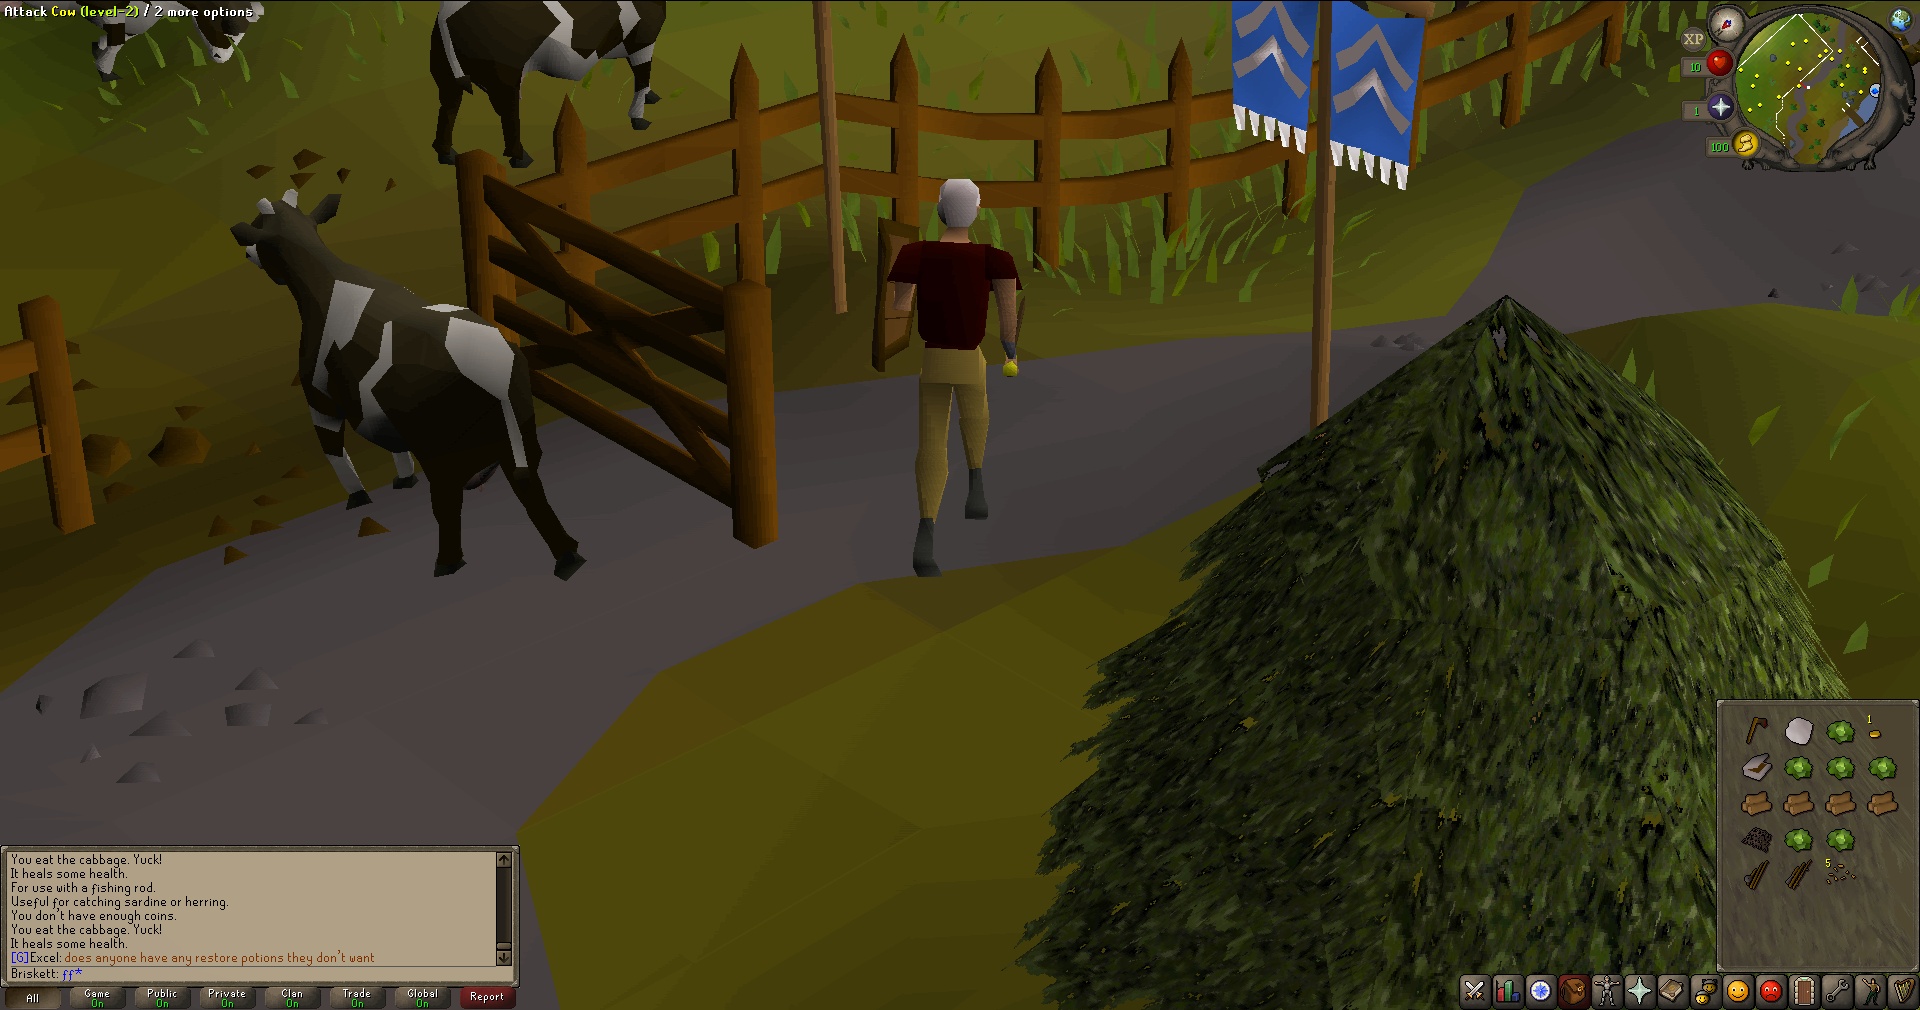 Attack Cow (level-2) / 2 more options
XP
10
1
100
1
5
You eat the cabbage. Yuck!
It heals some health.
For use with a fishing rod.
Useful for catching sardine or herring.
You don't have enough coins.
You eat the cabbage. Yuck!
It heals some health.
[G]Excel: does anyone have any restore potions they don't want
Briskett: ff*
All
Game
On
Public
On
Private
On
Clan
On
Trade
On
Global
On
Report